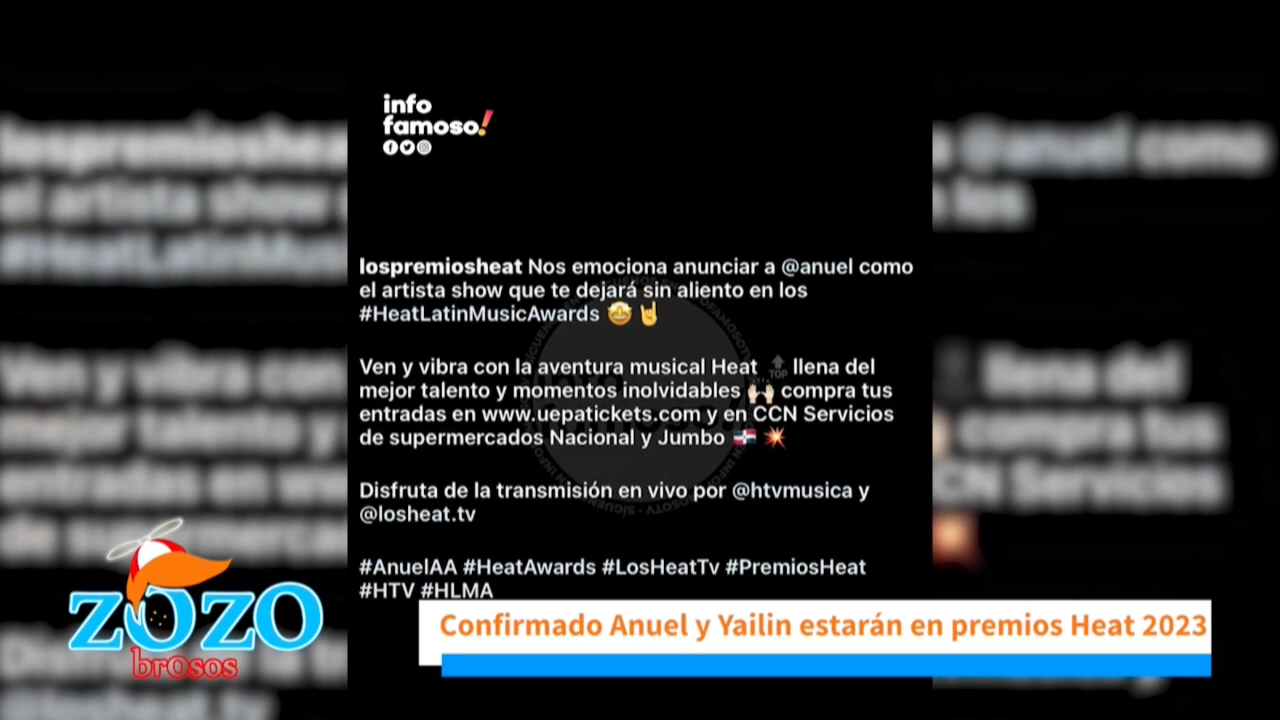 info
famoso!
lospremiosheat Nos emociona anunciar a @anuel como
el artista show que te dejará sin aliento en los
#HeatLatinMusicAwards 🤩🤘
Ven y vibra con la aventura musical Heat 🔝 llena del
mejor talento y momentos inolvidables 🙌🏻 compra tus
entradas en www.uepatickets.com y en CCN Servicios
de supermercados Nacional y Jumbo 🇩🇴 💥
Disfruta de la transmisión en vivo por @htvmusica y
@losheat.tv
#AnuelAA #HeatAwards #LosHeatTv #PremiosHeat
#HTV #HLMA
Confirmado Anuel y Yailin estarán en premios Heat 2023
ZOZO
brOsos